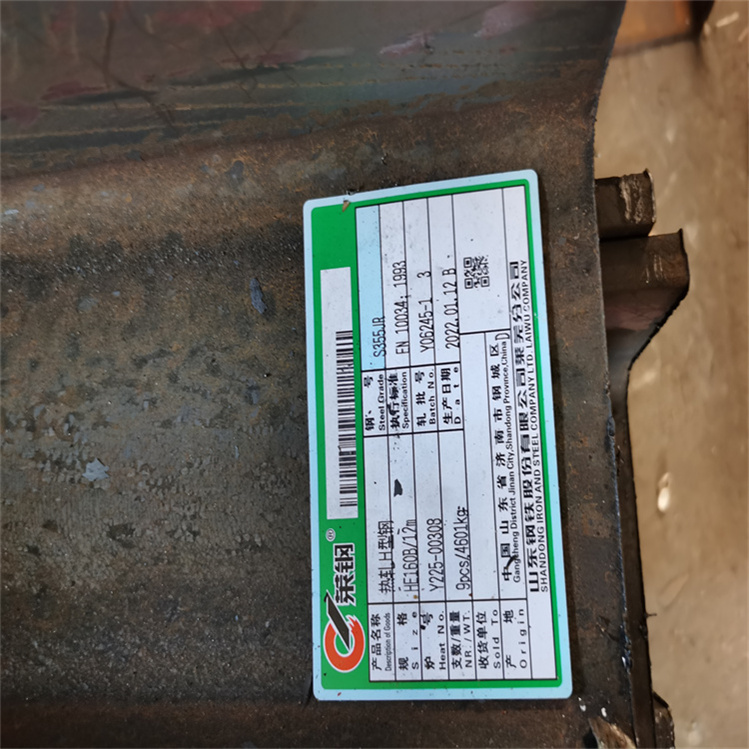 莱钢®
产品名称 热轧H型钢 钢 号 S355JR
Description of Goods Steel Grade
规 格 HE160B/12m 执行标准 EN 10034: 1993
Size Specification
炉 号 Y225-00308 轧 批 号 Y06245-1 3
Heat No. Batch No.
支数/重量 9pcs/4601kg 生产日期 2022.01.12 B
NR./WT. Date
收货单位
Sold To
产 地 中国山东省济南市钢城区
Origin Gangcheng District Jinan City,Shandong Province,China
山东钢铁股份有限公司莱芜分公司
SHANDONG IRON AND STEEL COMPANY LTD. LAIWU COMPANY